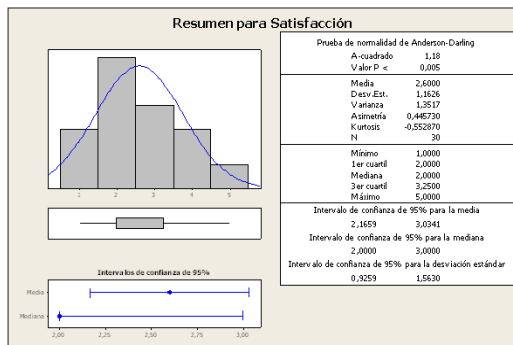 Resumen para Satisfacción
1 2 3 4 5
Intervalos de confianza de 95%
Media
Mediana
2,00 2,25 2,50 2,75 3,00
Prueba de normalidad de Anderson-Darling
A-cuadrado 1,18
Valor P < 0,005
Media 2,6000
Desv.Est. 1,1626
Varianza 1,3517
Asimetría 0,445730
Kurtosis -0,552870
N 30
Mínimo 1,0000
1er cuartil 2,0000
Mediana 2,0000
3er cuartil 3,2500
Máximo 5,0000
Intervalo de confianza de 95% para la media
2,1659 3,0341
Intervalo de confianza de 95% para la mediana
2,0000 3,0000
Intervalo de confianza de 95% para la desviación estándar
0,9259 1,5630